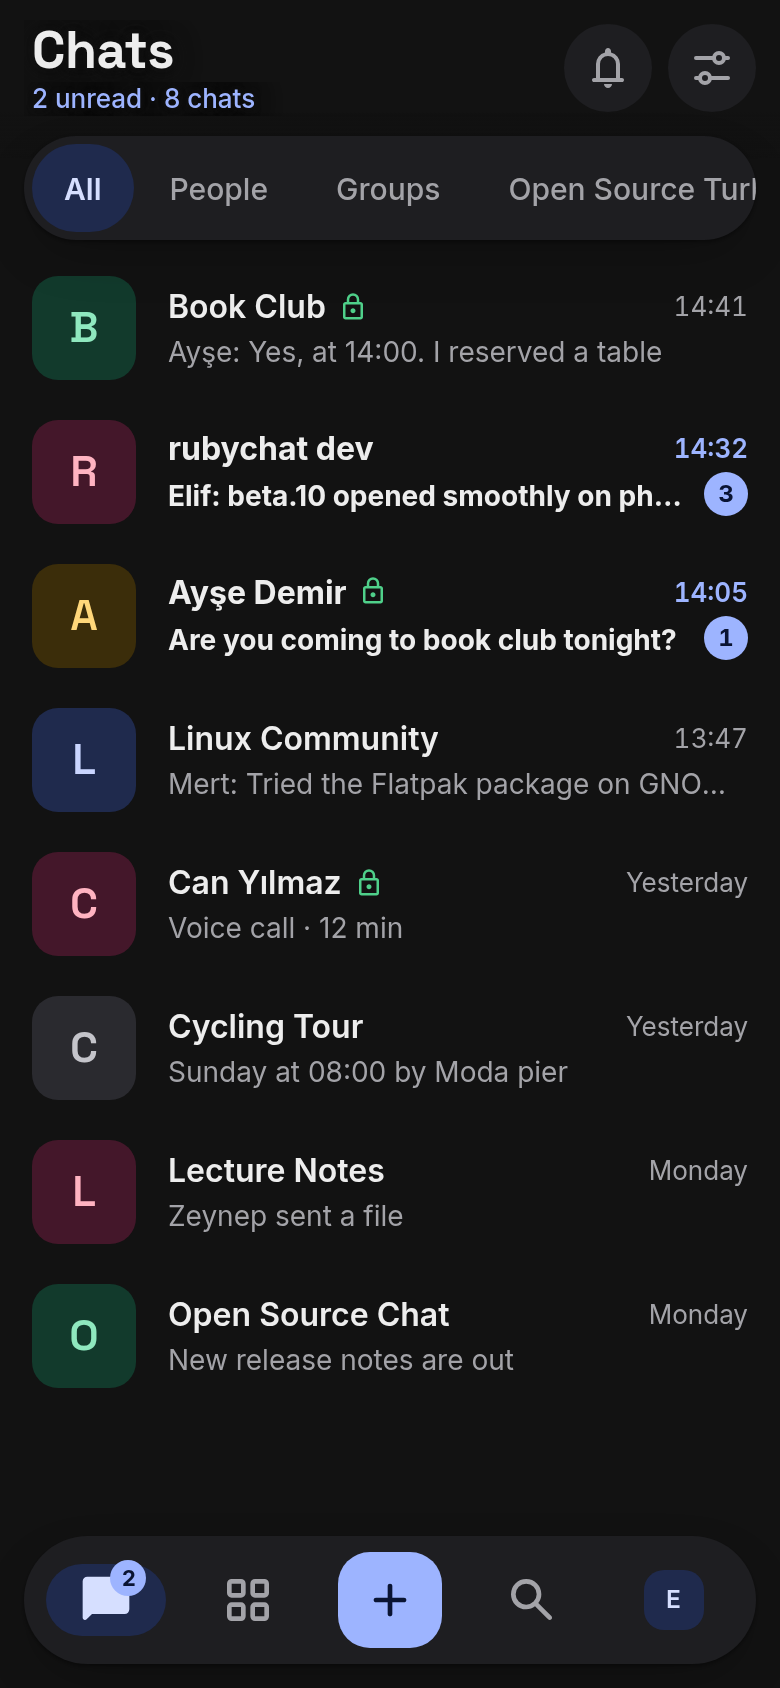 Chats
2 unread · 8 chats
All People Groups Open Source
B Book Club 14:41
Ayşe: Yes, at 14:00. I reserved a table
R rubychat dev 14:32
Elif: beta.10 opened smoothly on ph... 3
A Ayşe Demir 14:05
Are you coming to book club tonight? 1
L Linux Community 13:47
Mert: Tried the Flatpak package on GNO...
C Can Yılmaz Yesterday
Voice call · 12 min
C Cycling Tour Yesterday
Sunday at 08:00 by Moda pier
L Lecture Notes Monday
Zeynep sent a file
O Open Source Chat Monday
New release notes are out
2
E